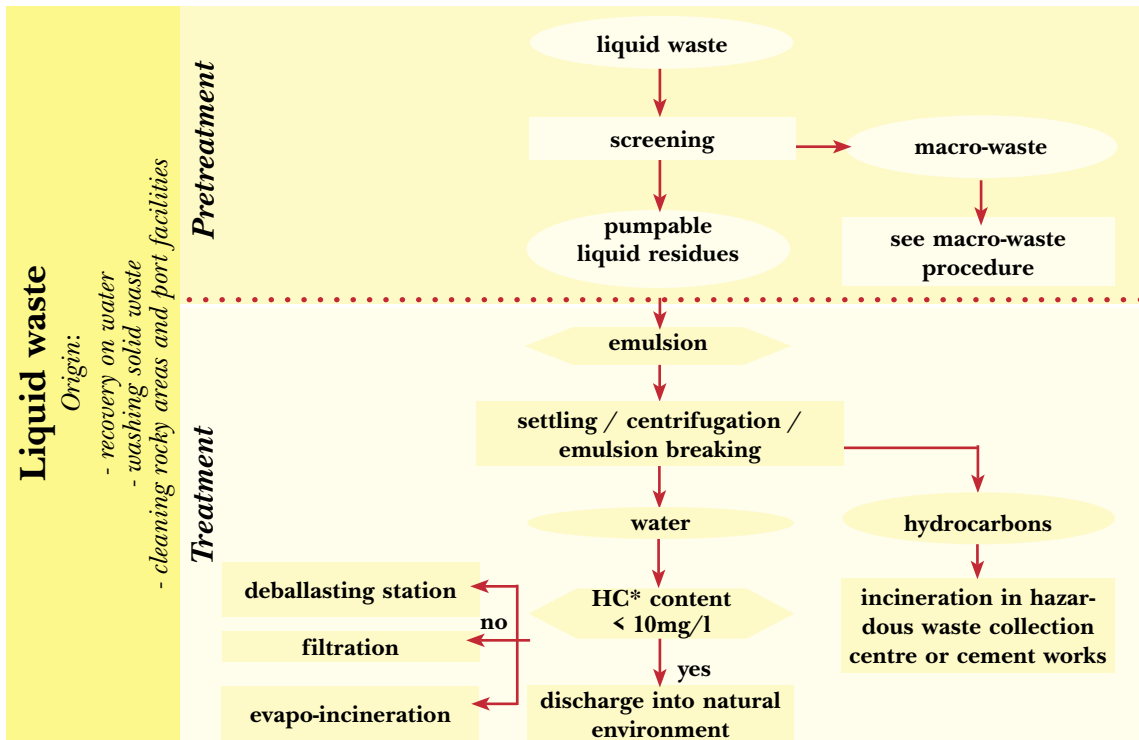 Liquid waste
Origin:
- recovery on water
- washing solid waste
- cleaning rocky areas and port facilities
Pretreatment
liquid waste
screening
macro-waste
pumpable
liquid residues
see macro-waste
procedure
Treatment
emulsion
settling / centrifugation /
emulsion breaking
water
hydrocarbons
deballasting station
HC* content
< 10mg/l
no
filtration
incineration in hazar-
dous waste collection
centre or cement works
yes
evapo-incineration
discharge into natural
environment